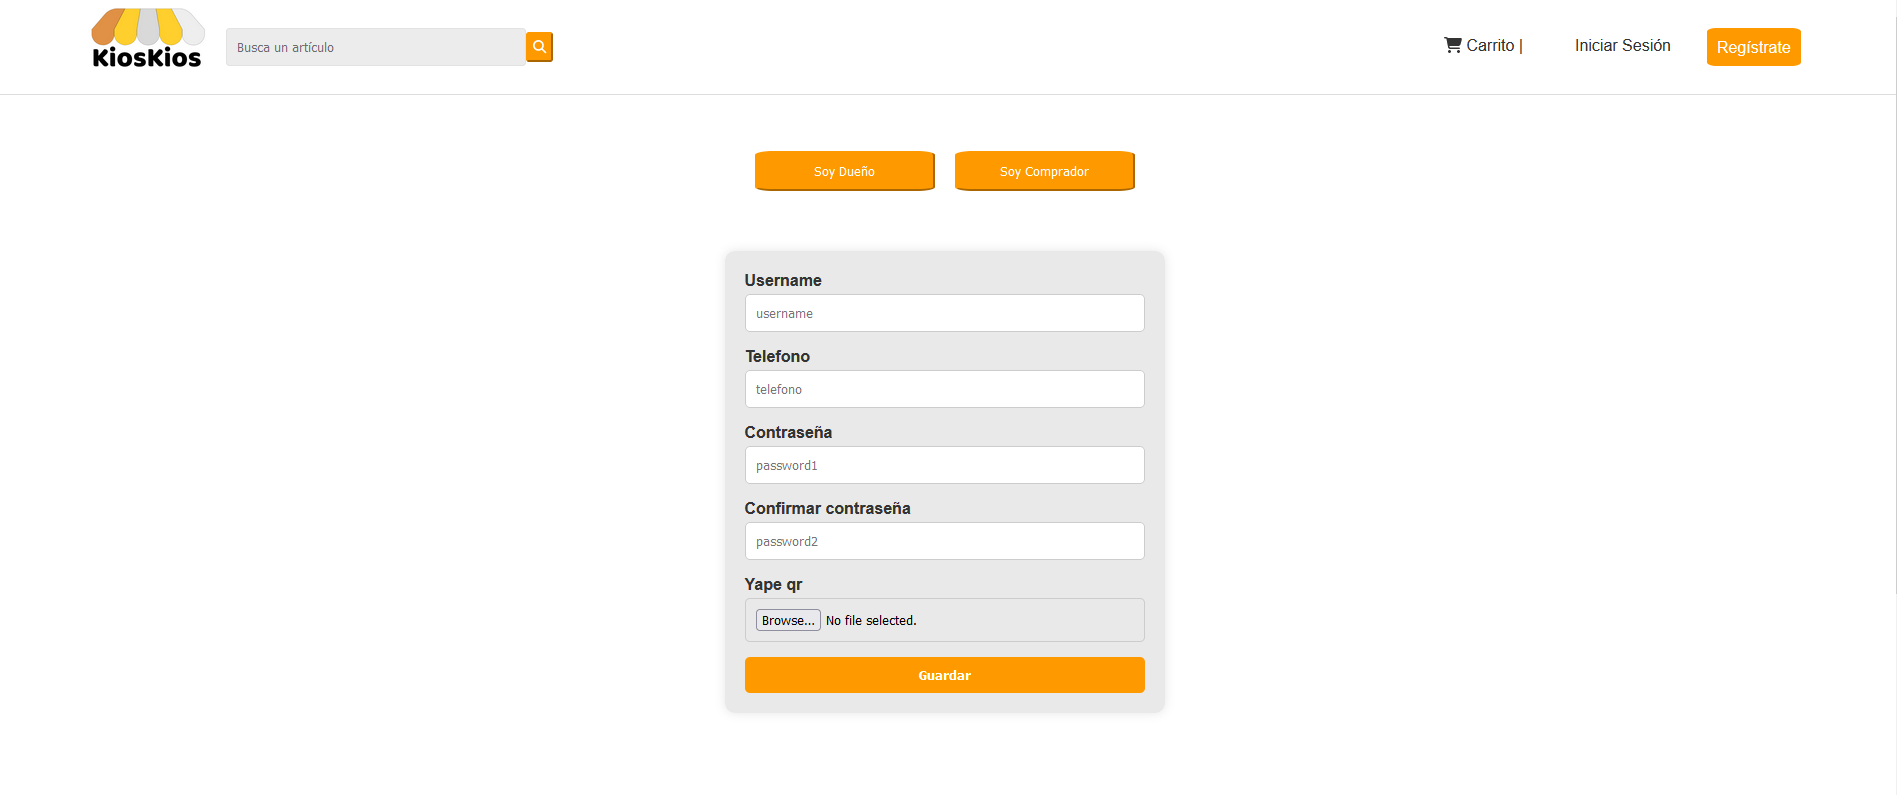 KiosKios
Busca un artículo
Carrito |
Iniciar Sesión
Regístrate
Soy Dueño
Soy Comprador
Username
username
Telefono
telefono
Contraseña
password1
Confirmar contraseña
password2
Yape qr
Browse... No file selected.
Guardar